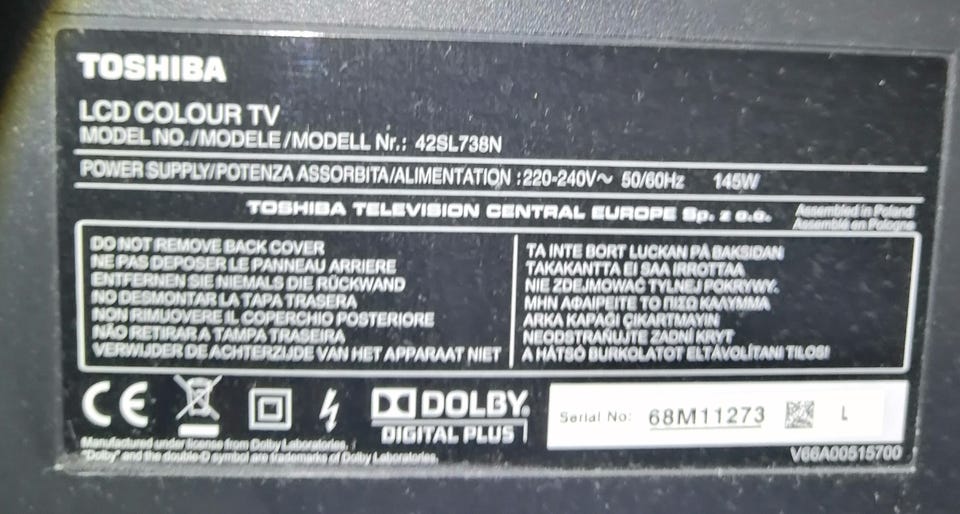 TOSHIBA
LCD COLOUR TV
MODEL NO./MODELE/MODELL Nr.: 42SL738N
POWER SUPPLY/POTENZA ASSORBITA/ALIMENTATION :220-240V~ 50/60Hz 145W
TOSHIBA TELEVISION CENTRAL EUROPE Sp. z o.o.
Assembled in Poland
Assemblé en Pologne
DO NOT REMOVE BACK COVER
NE PAS DEPOSER LE PANNEAU ARRIERE
ENTFERNEN SIE NIEMALS DIE RÜCKWAND
NO DESMONTAR LA TAPA TRASERA
NON RIMUOVERE IL COPERCHIO POSTERIORE
NÃO RETIRAR A TAMPA TRASEIRA
VERWIJDER DE ACHTERZIJDE VAN HET APPARAAT NIET
TA INTE BORT LUCKAN PÅ BAKSIDAN
TAKAKANTTA EI SAA IRROTTAA
NIE ZDEJMOWAĆ TYLNEJ POKRYWY.
ΜΗΝ ΑΦΑΙΡΕΙΤΕ ΤΟ ΠΙΣΩ ΚΑΛΥΜΜΑ
ARKA KAPAĞI ÇIKARTMAYIN
NEODSTRAŇUJTE ZADNÍ KRYT
A HÁTSÓ BURKOLATOT ELTÁVOLÍTANI TILOS!
CE
DOLBY
DIGITAL PLUS
Manufactured under license from Dolby Laboratories.
"Dolby" and the double-D symbol are trademarks of Dolby Laboratories.
Serial No: 68M11273 L
V66A00515700